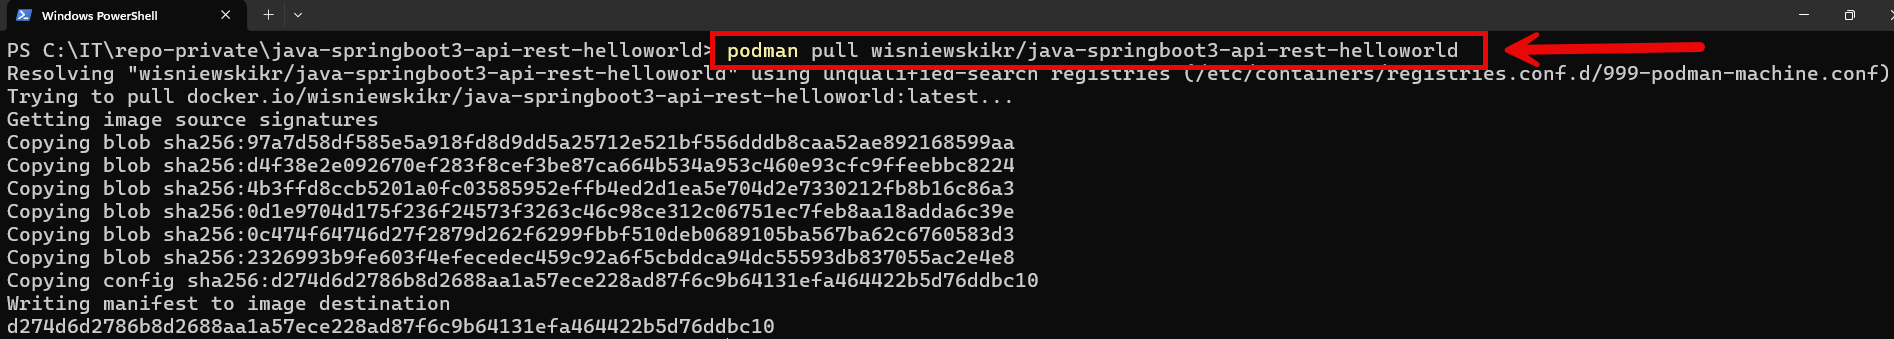 Windows PowerShell
PS C:\IT\repo-private\java-springboot3-api-rest-helloworld> podman pull wisniewskikr/java-springboot3-api-rest-helloworld
Resolving "wisniewskikr/java-springboot3-api-rest-helloworld" using unqualified-search registries (/etc/containers/registries.conf.d/999-podman-machine.conf)
Trying to pull docker.io/wisniewskikr/java-springboot3-api-rest-helloworld:latest...
Getting image source signatures
Copying blob sha256:97a7d58df585e5a918fd8d9dd5a25712e521bf556dddb8caa52ae892168599aa
Copying blob sha256:d4f38e2e092670ef283f8cef3be87ca664b534a953c460e93cfc9ffeebbc8224
Copying blob sha256:4b3ffd8ccb5201a0fc03585952effb4ed2d1ea5e704d2e7330212fb8b16c86a3
Copying blob sha256:0d1e9704d175f236f24573f3263c46c98ce312c06751ec7feb8aa18adda6c39e
Copying blob sha256:0c474f64746d27f2879d262f6299fbbf510deb0689105ba567ba62c6760583d3
Copying blob sha256:2326993b9fe603f4efecedec459c92a6f5cbddca94dc55593db837055ac2e4e8
Copying config sha256:d274d6d2786b8d2688aa1a57ece228ad87f6c9b64131efa464422b5d76ddbc10
Writing manifest to image destination
d274d6d2786b8d2688aa1a57ece228ad87f6c9b64131efa464422b5d76ddbc10